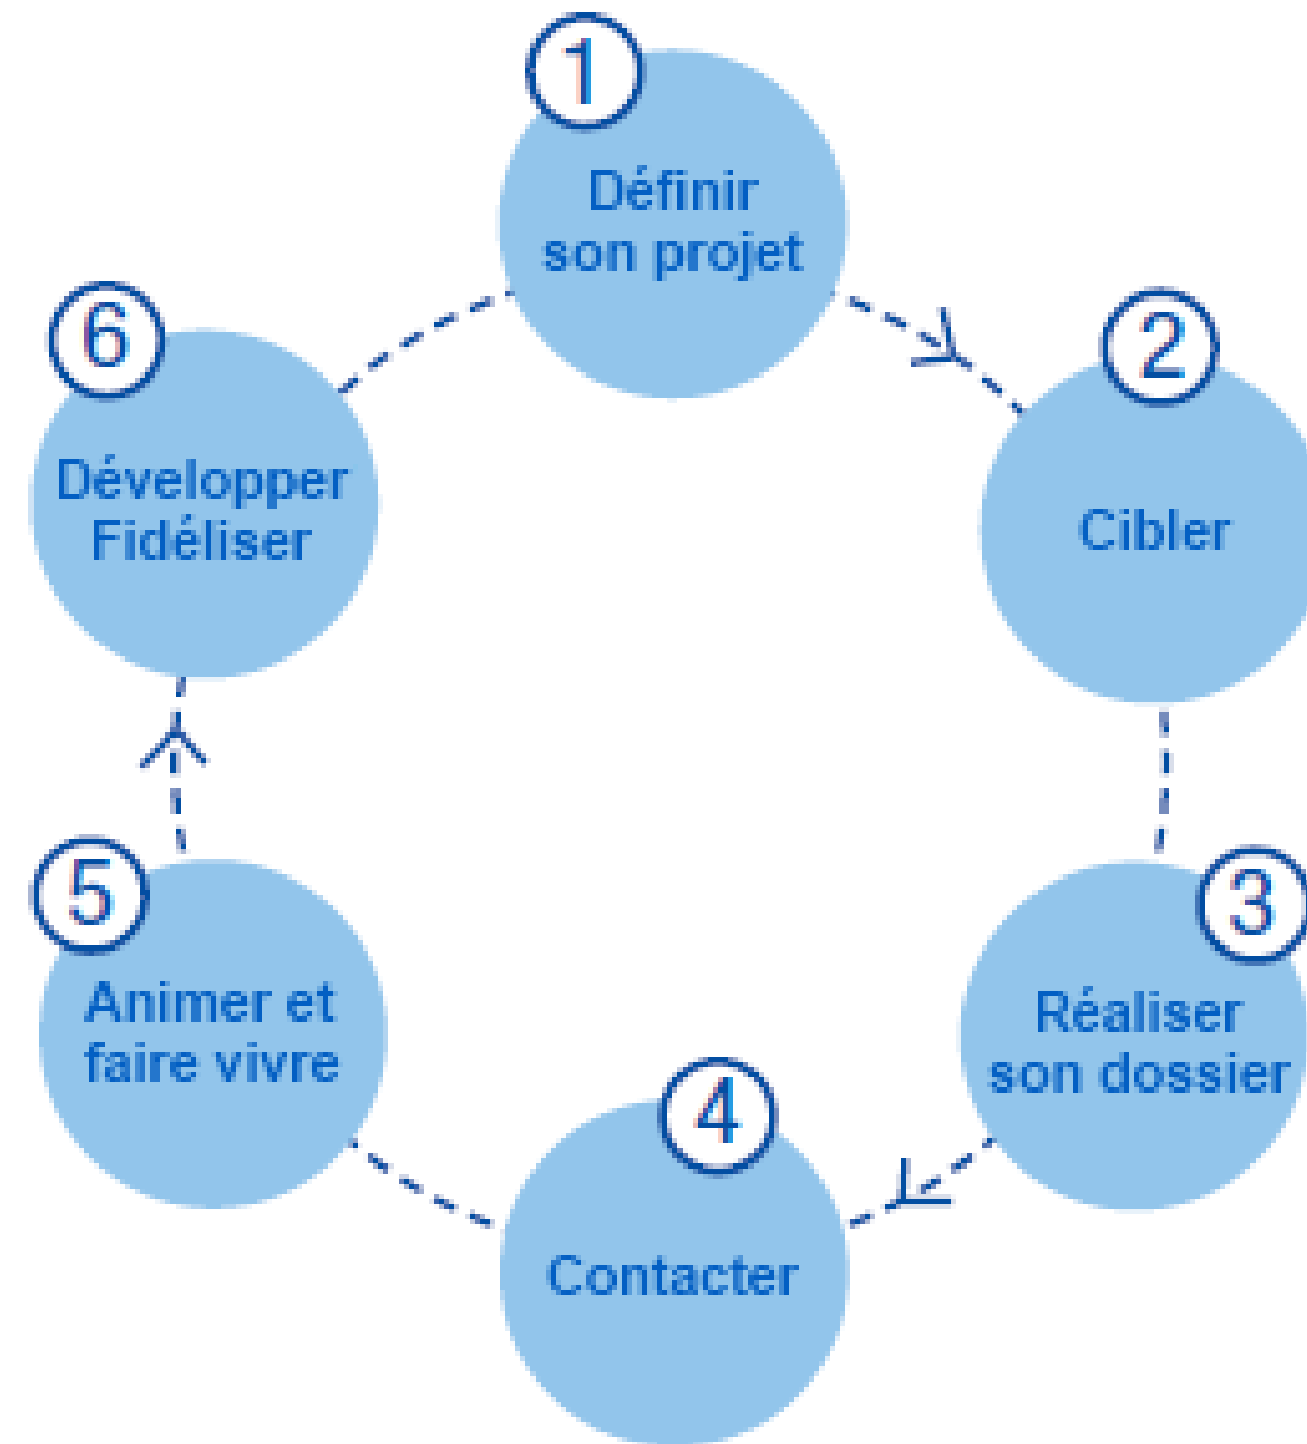 1
Définir
son projet
2
Cibler
3
Réaliser
son dossier
4
Contacter
5
Animer et
faire vivre
6
Développer
Fidéliser